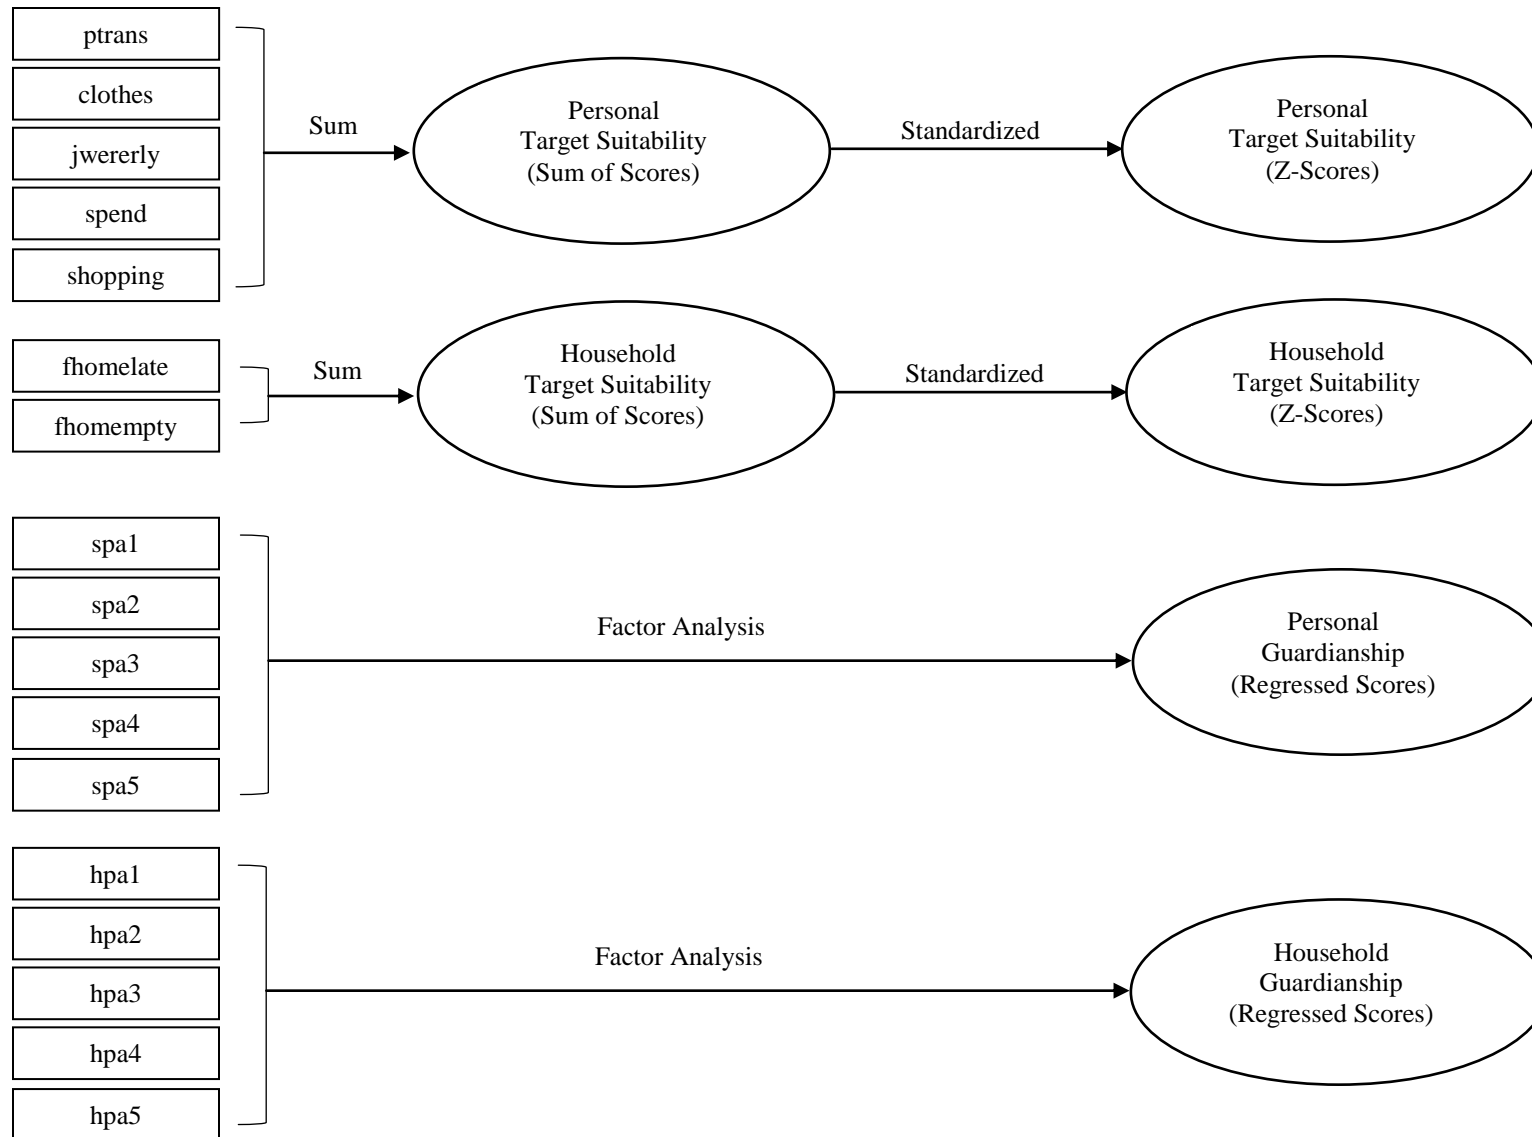 ptrans
clothes
jwererly
spend
shopping
Sum
Personal
Target Suitability
(Sum of Scores)
Standardized
Personal
Target Suitability
(Z-Scores)
fhomelate
fhomempty
Sum
Household
Target Suitability
(Sum of Scores)
Standardized
Household
Target Suitability
(Z-Scores)
spa1
spa2
spa3
spa4
spa5
Factor Analysis
Personal
Guardianship
(Regressed Scores)
hpa1
hpa2
hpa3
hpa4
hpa5
Factor Analysis
Household
Guardianship
(Regressed Scores)